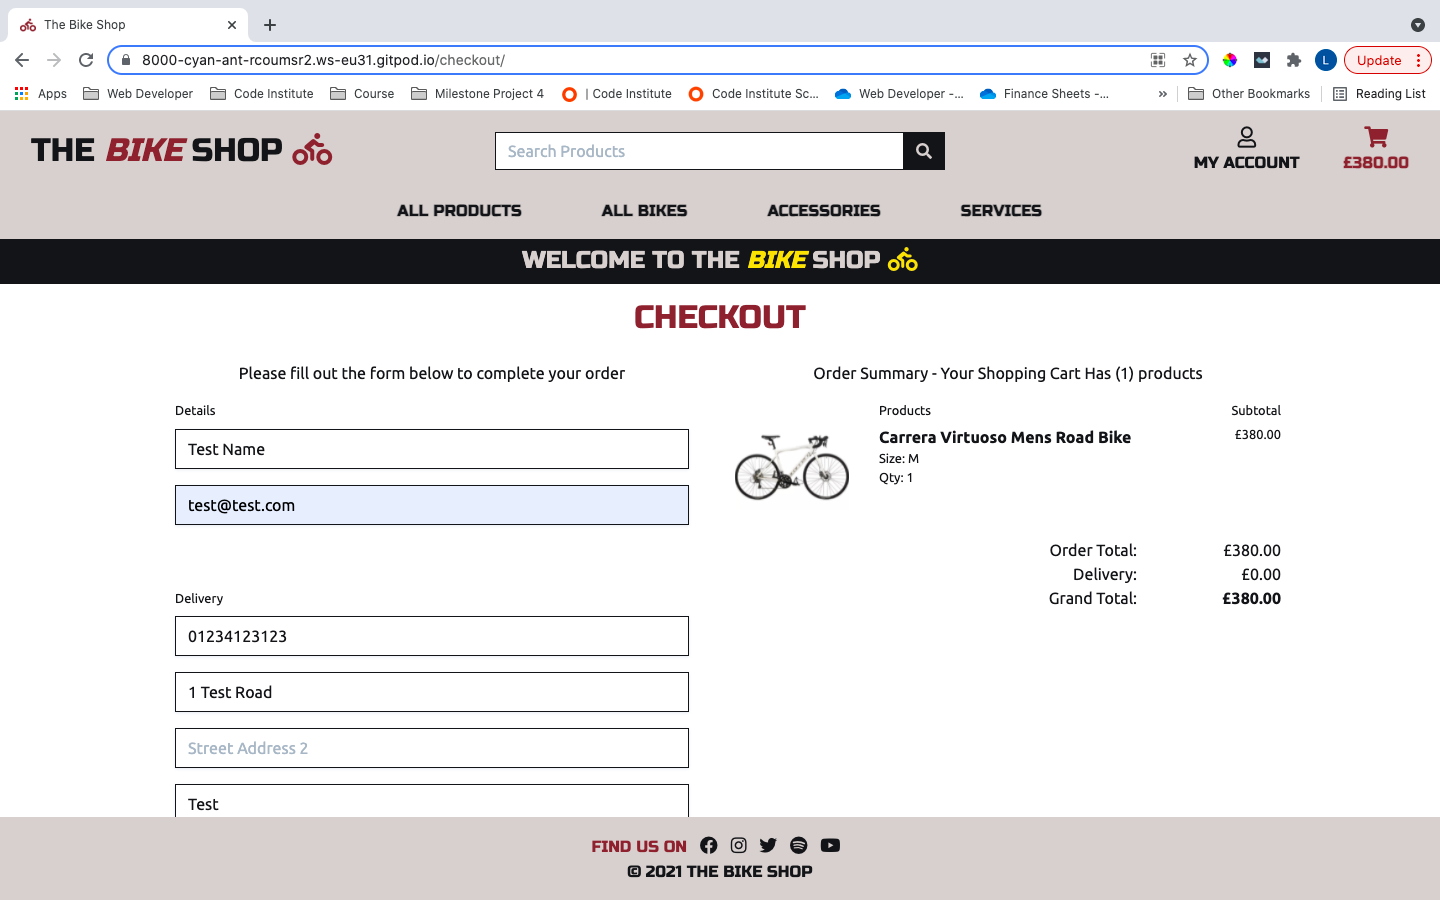 The Bike Shop
8000-cyan-ant-rcoumsr2.ws-eu31.gitpod.io/checkout/
L
Update
Apps
Web Developer
Code Institute
Course
Milestone Project 4
| Code Institute
Code Institute Sc...
Web Developer -...
Finance Sheets -...
»
Other Bookmarks
Reading List
THE BIKE SHOP
Search Products
MY ACCOUNT
£380.00
ALL PRODUCTS
ALL BIKES
ACCESSORIES
SERVICES
WELCOME TO THE BIKE SHOP
CHECKOUT
Please fill out the form below to complete your order
Details
Test Name
test@test.com
Delivery
01234123123
1 Test Road
Street Address 2
Test
Order Summary - Your Shopping Cart Has (1) products
Products
Subtotal
Carrera Virtuoso Mens Road Bike
£380.00
Size: M
Qty: 1
Order Total: £380.00
Delivery: £0.00
Grand Total: £380.00
FIND US ON
© 2021 THE BIKE SHOP